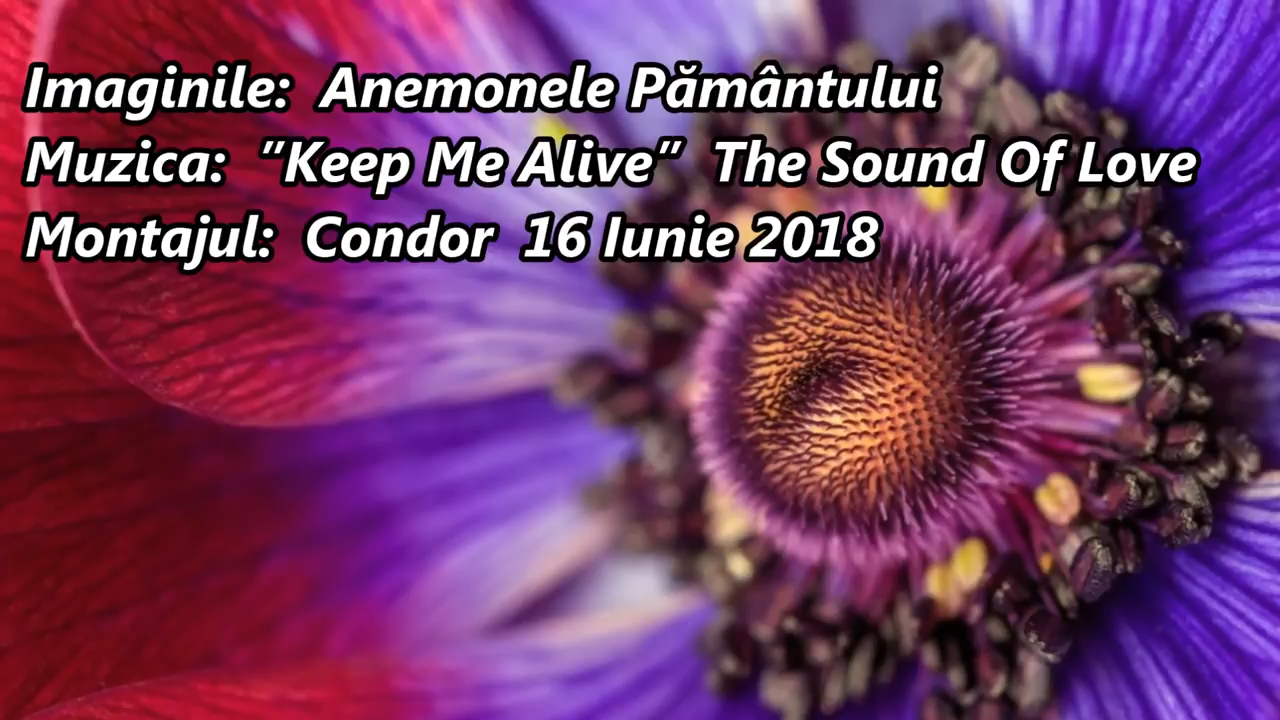 Imaginile:  Anemonele Pământului
Muzica:  "Keep Me Alive"  The Sound Of Love
Montajul:  Condor  16 Iunie 2018